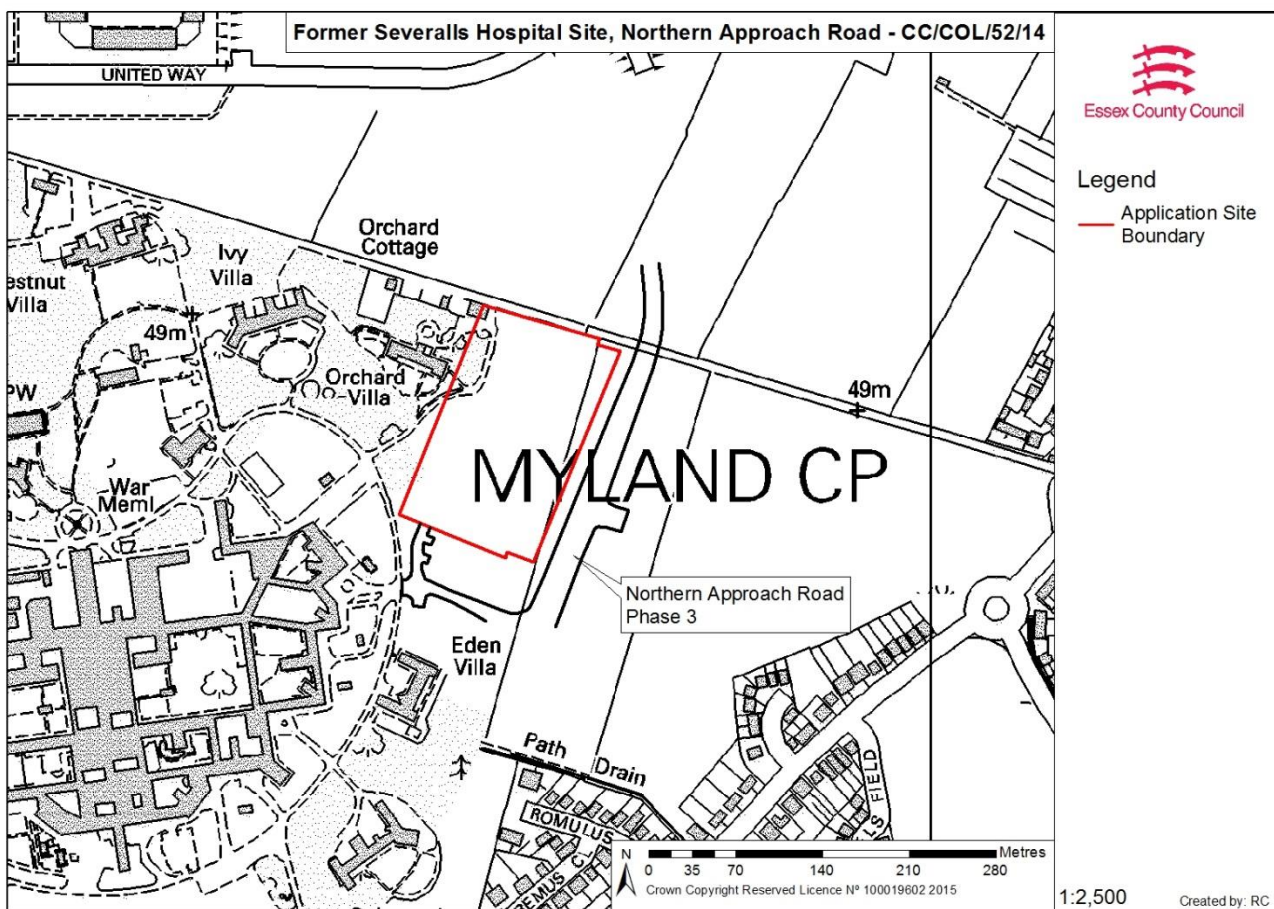 Former Severalls Hospital Site, Northern Approach Road - CC/COL/52/14
UNITED WAY
Essex County Council
Legend
Application Site
Boundary
Orchard
Cottage
Ivy
Villa
estnut
Villa
49m
Orchard
Villa
PW
49m
MYLAND CP
War
Meml
Northern Approach Road
Phase 3
Eden
Villa
Path
Drain
ROMULUS
REMUS C
LS FIELD
N
Metres
0 35 70 140 210 280
Crown Copyright Reserved Licence Nº 100019602 2015
1:2,500
Created by: RC